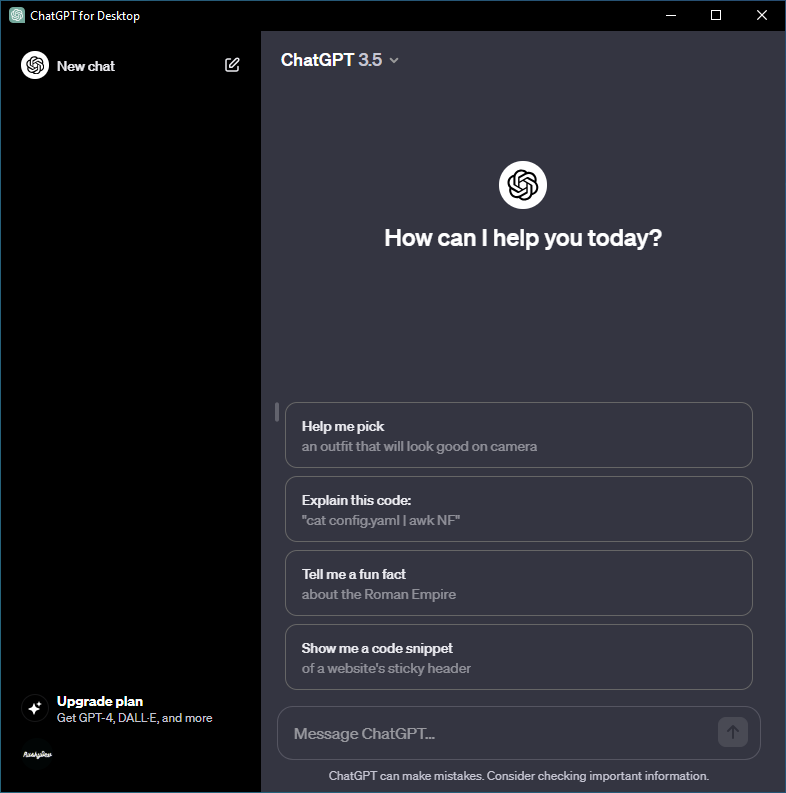 ChatGPT for Desktop
New chat
ChatGPT 3.5
How can I help you today?
Help me pick
an outfit that will look good on camera
Explain this code:
"cat config.yaml | awk NF"
Tell me a fun fact
about the Roman Empire
Show me a code snippet
of a website's sticky header
Upgrade plan
Get GPT-4, DALL·E, and more
Message ChatGPT...
ChatGPT can make mistakes. Consider checking important information.